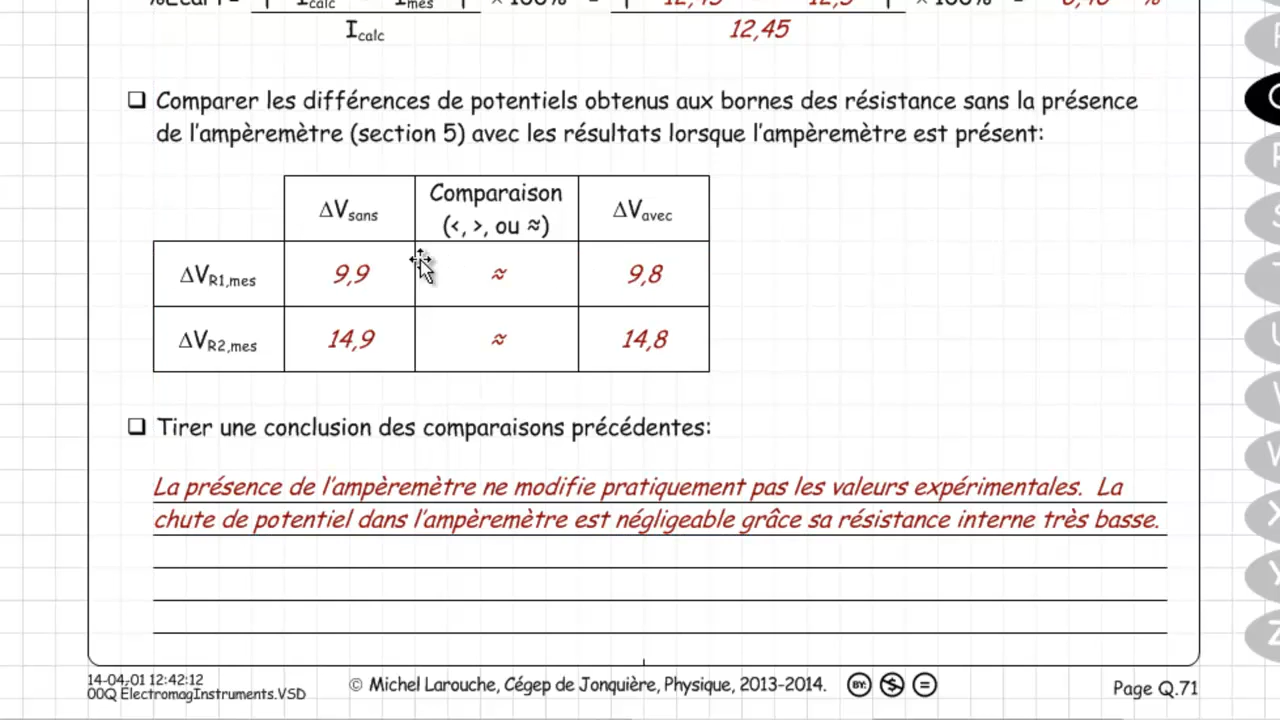 I calc
12,45
❑ Comparer les différences de potentiels obtenus aux bornes des résistance sans la présence
de l'ampèremètre (section 5) avec les résultats lorsque l'ampèremètre est présent:
ΔVsans Comparaison (<, >, ou ≈) ΔVavec
ΔVR1,mes 9,9 ≈ 9,8
ΔVR2,mes 14,9 ≈ 14,8
❑ Tirer une conclusion des comparaisons précédentes:
La présence de l'ampèremètre ne modifie pratiquement pas les valeurs expérimentales. La
chute de potentiel dans l'ampèremètre est négligeable grâce sa résistance interne très basse.
14-04-01 12:42:12
00Q ÉlectromagInstruments.VSD
© Michel Larouche, Cégep de Jonquière, Physique, 2013-2014.
BY:
Page Q.71